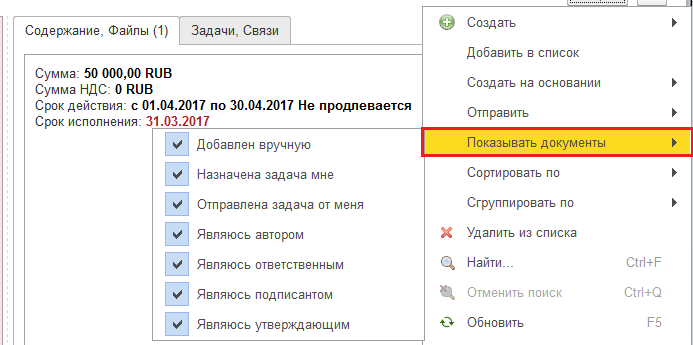 Содержание, Файлы (1)
Задачи, Связи
Сумма: 50 000,00 RUB
Сумма НДС: 0 RUB
Срок действия: с 01.04.2017 по 30.04.2017 Не продлевается
Срок исполнения: 31.03.2017
Добавлен вручную
Назначена задача мне
Отправлена задача от меня
Являюсь автором
Являюсь ответственным
Являюсь подписантом
Являюсь утверждающим
Создать
Добавить в список
Создать на основании
Отправить
Показывать документы
Сортировать по
Сгруппировать по
Удалить из списка
Найти... Ctrl+F
Отменить поиск Ctrl+Q
Обновить F5